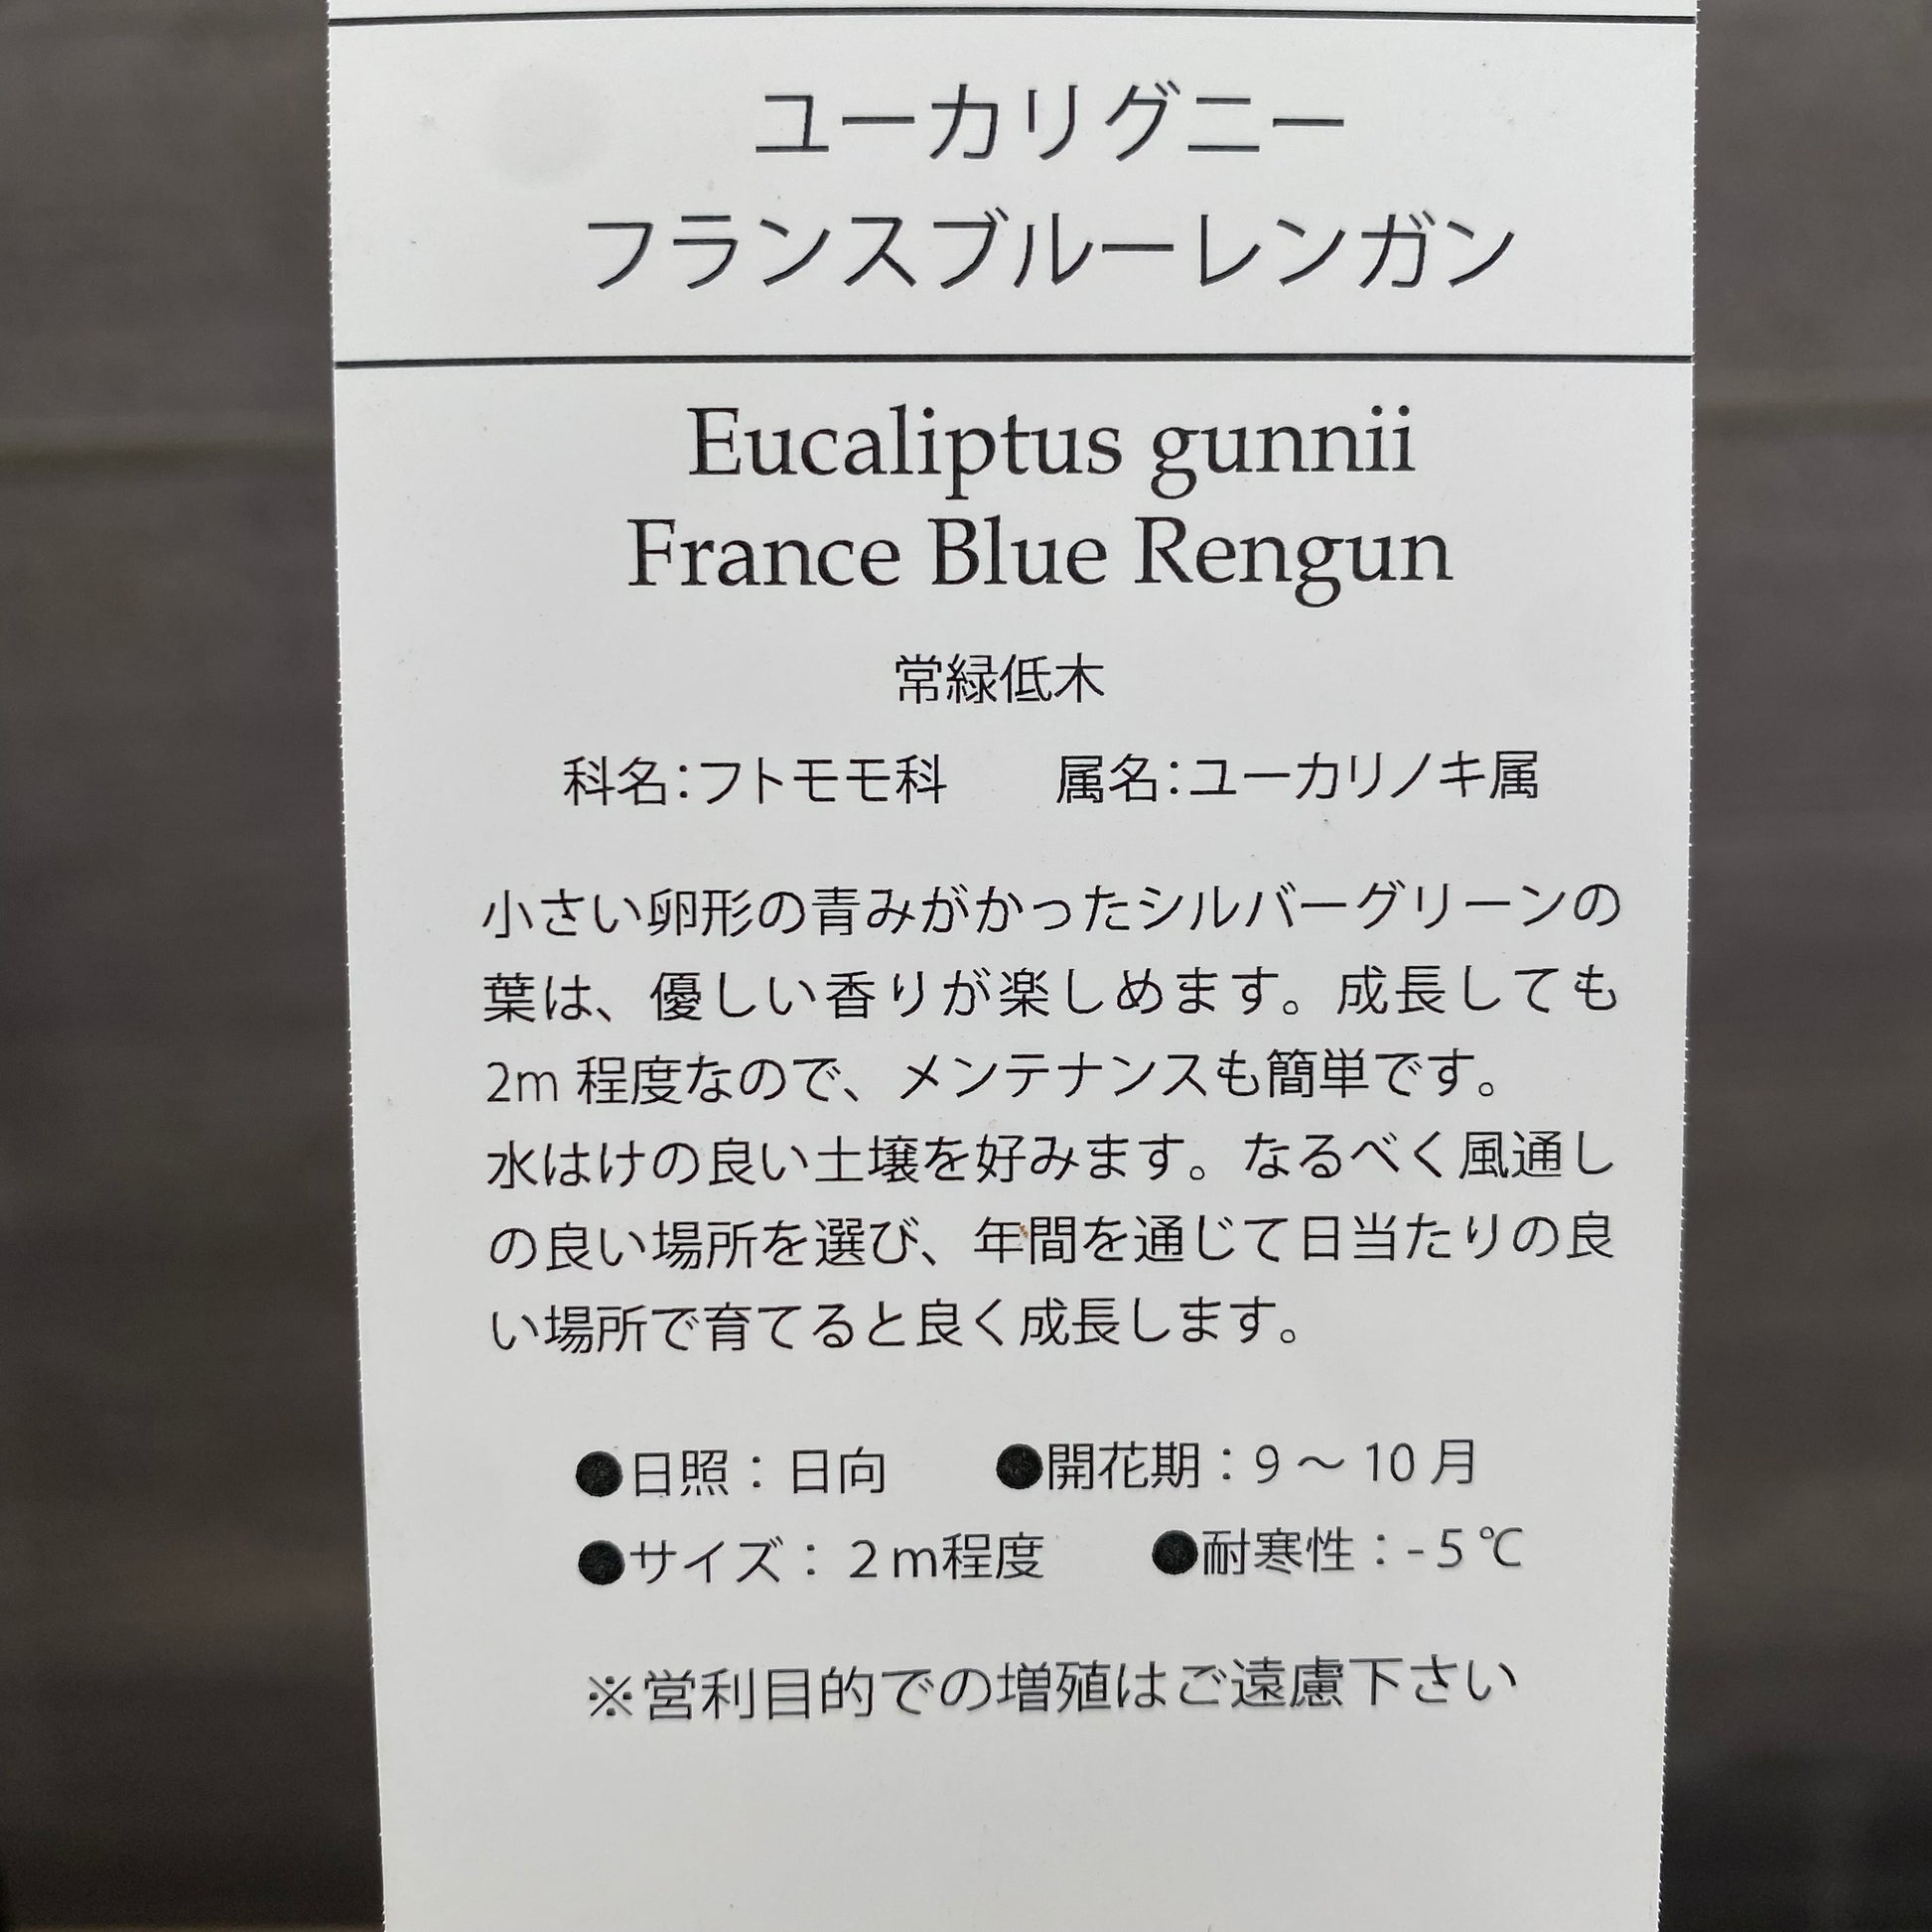 ユーカリグニー
フランスブルーレンガン
Eucaliptus gunnii
France Blue Rengun
常緑低木
科名：フトモモ科　　属名：ユーカリノキ属
小さい卵形の青みがかったシルバーグリーンの
葉は、優しい香りが楽しめます。成長しても
2m 程度なので、メンテナンスも簡単です。
水はけの良い土壌を好みます。なるべく風通し
の良い場所を選び、年間を通じて日当たりの良
い場所で育てると良く成長します。
●日照：日向　　●開花期：9 〜 10 月
●サイズ：２m程度　　●耐寒性：-５℃
※営利目的での増殖はご遠慮下さい